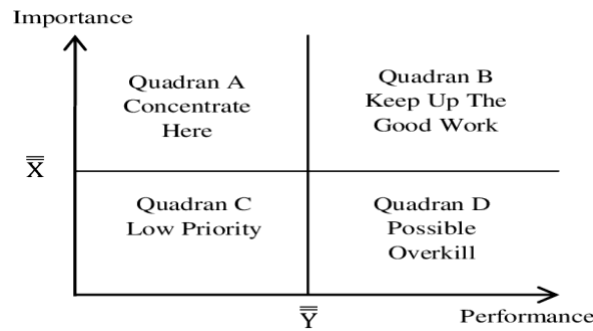 Importance
Quadran A
Concentrate
Here
Quadran B
Keep Up The
Good Work
X̿
Quadran C
Low Priority
Quadran D
Possible
Overkill
Y̿
Performance